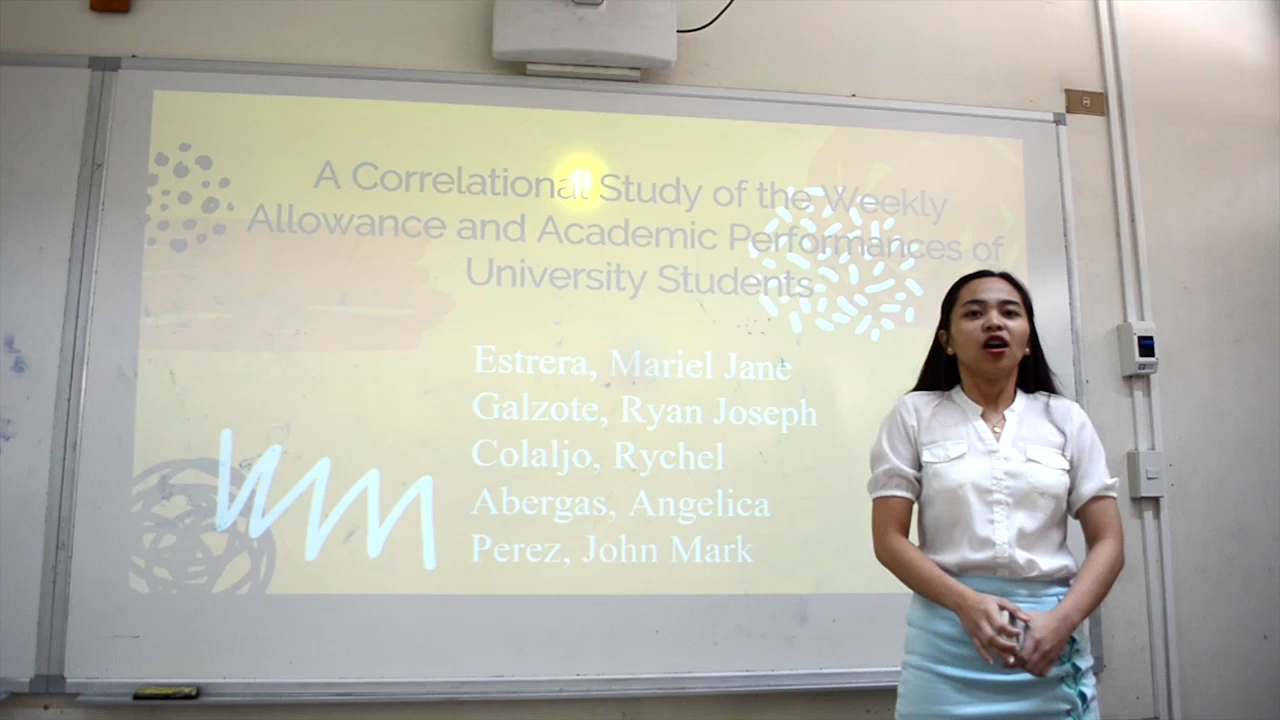 A Correlational Study of the Weekly
Allowance and Academic Performances of
University Students
Estrera, Mariel Jane
Galzote, Ryan Joseph
Colaljo, Rychel
Abergas, Angelica
Perez, John Mark